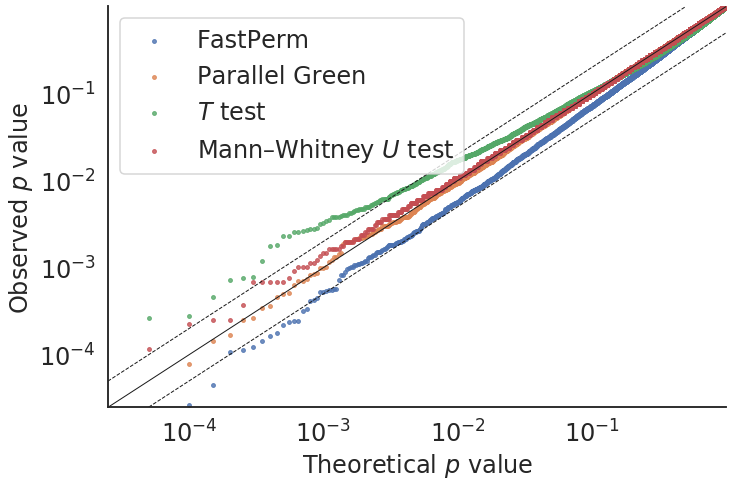 FastPerm
Parallel Green
T test
Mann–Whitney U test
Observed p value
10⁻¹
10⁻²
10⁻³
10⁻⁴
10⁻⁴ 10⁻³ 10⁻² 10⁻¹
Theoretical p value